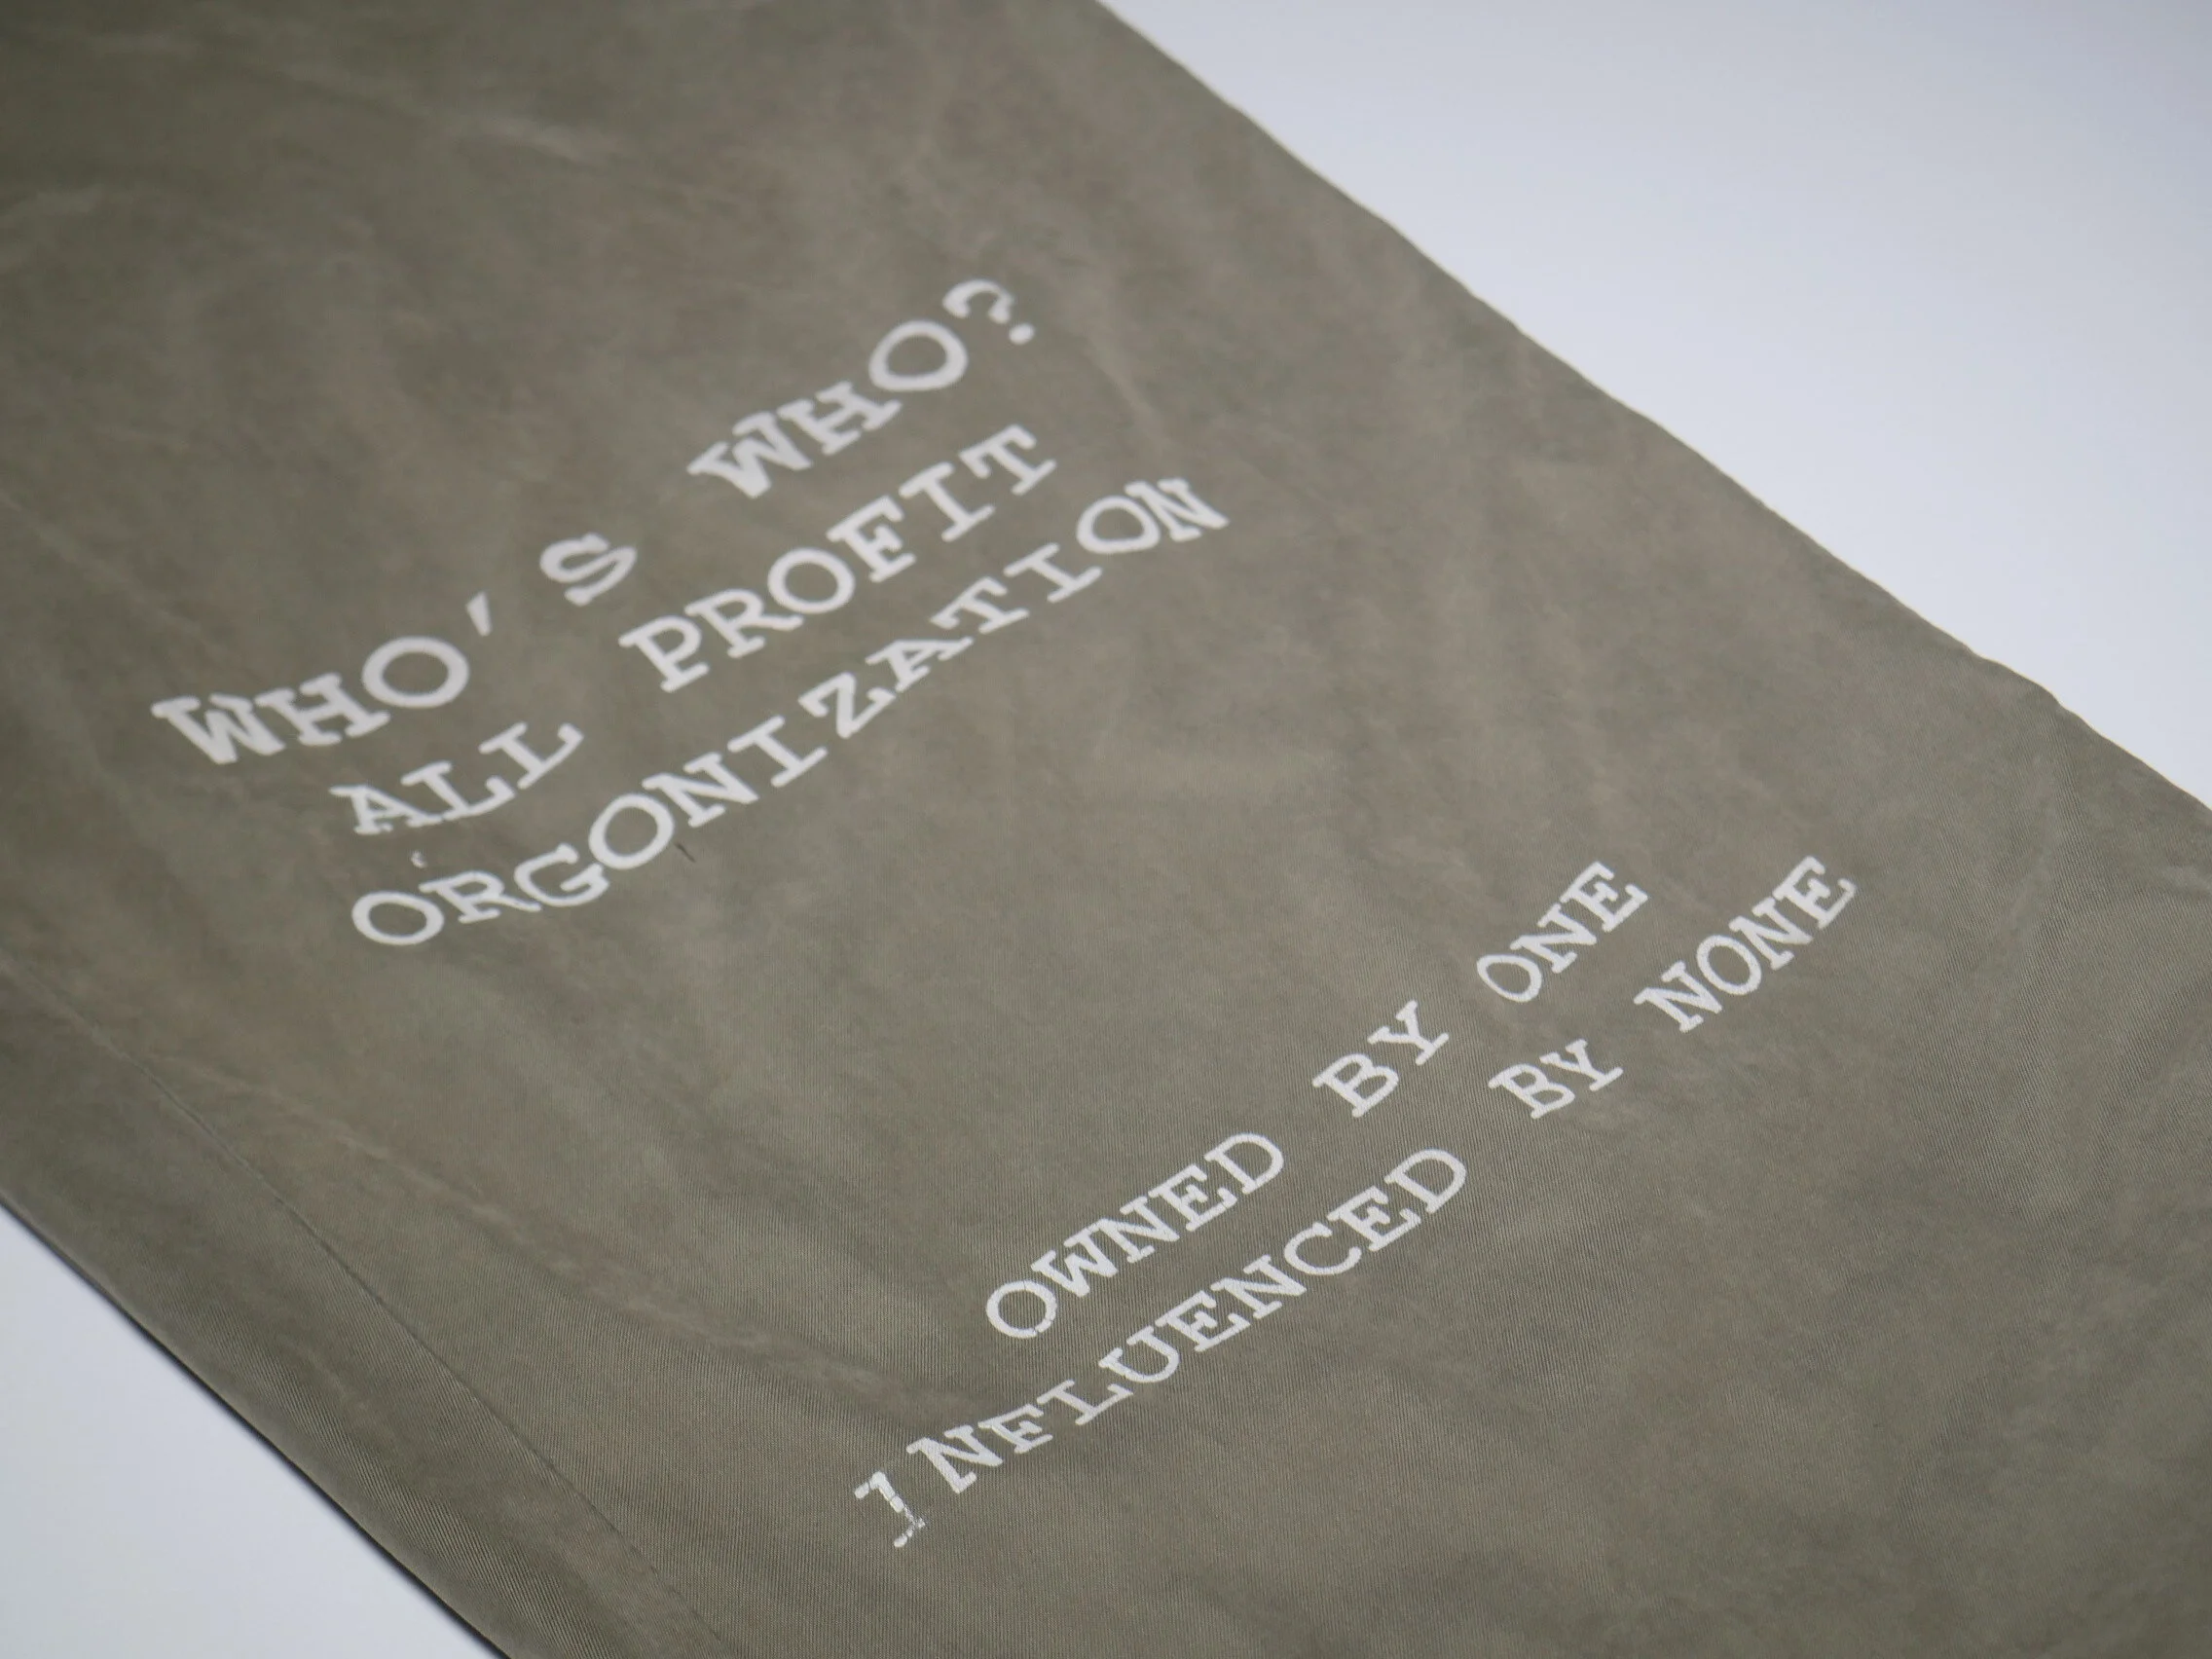 WHO'S WHO?
ALL PROFIT
ORGONIZATION
OWNED BY ONE
INFLUENCED BY NONE